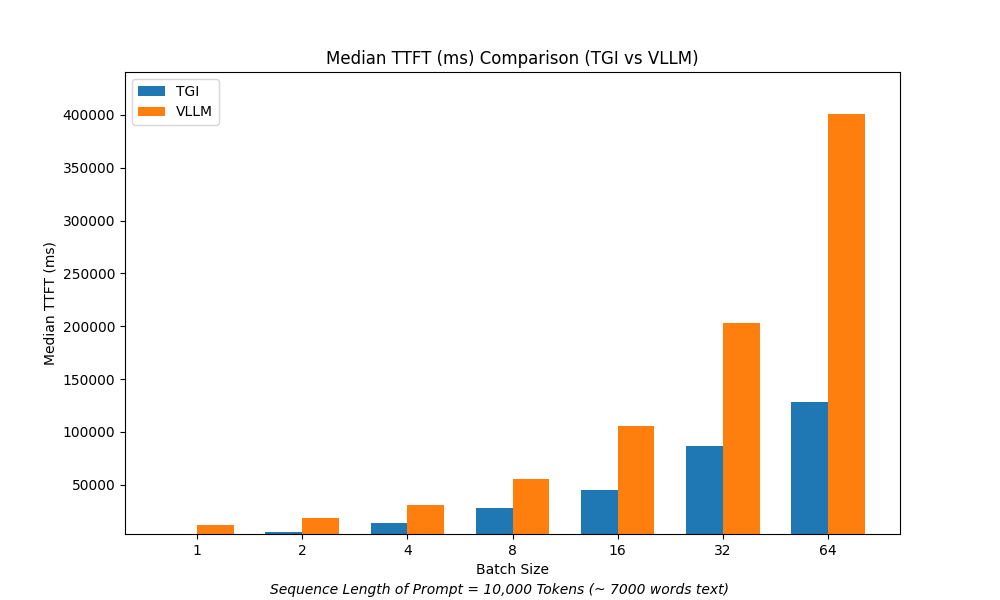 Median TTFT (ms) Comparison (TGI vs VLLM)
TGI
VLLM
Median TTFT (ms)
400000
350000
300000
250000
200000
150000
100000
50000
1 2 4 8 16 32 64
Batch Size
Sequence Length of Prompt = 10,000 Tokens (~ 7000 words text)